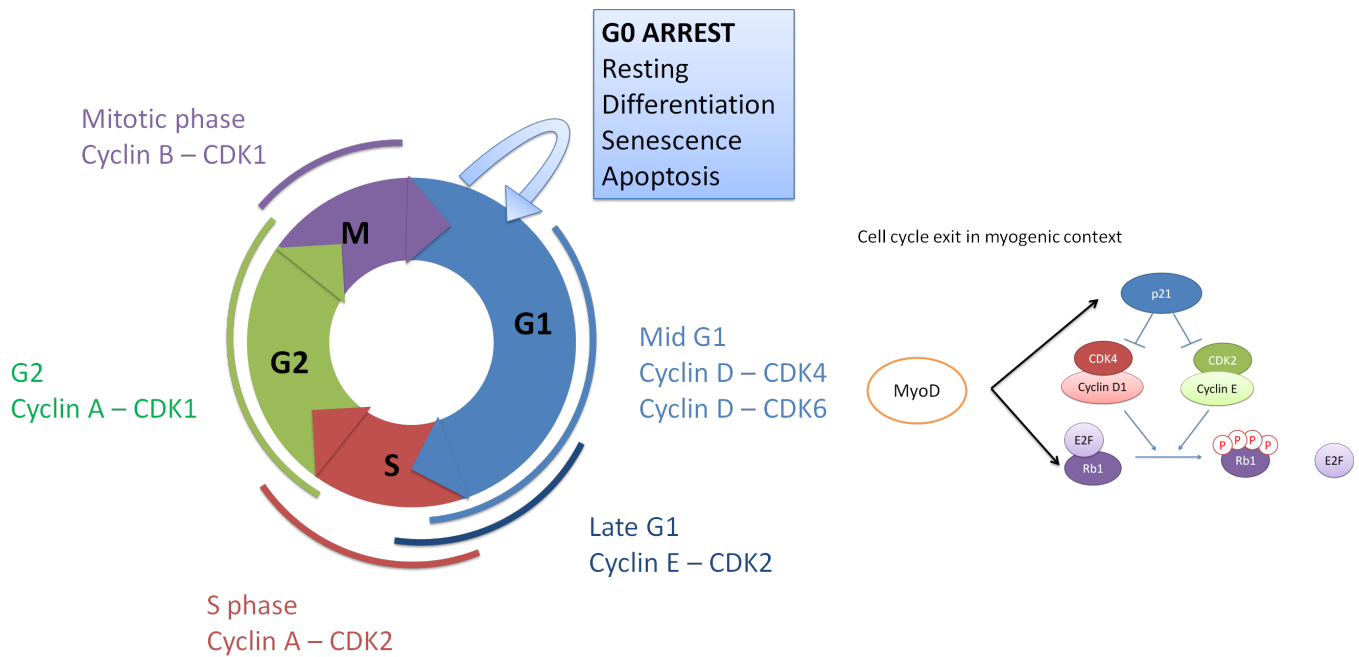 G0 ARREST
Resting
Differentiation
Senescence
Apoptosis
Mitotic phase
Cyclin B – CDK1
M
G1
G2
S
G2
Cyclin A – CDK1
Mid G1
Cyclin D – CDK4
Cyclin D – CDK6
Late G1
Cyclin E – CDK2
S phase
Cyclin A – CDK2
Cell cycle exit in myogenic context
p21
CDK4
Cyclin D1
CDK2
Cyclin E
MyoD
E2F
Rb1
P P P P
Rb1
E2F